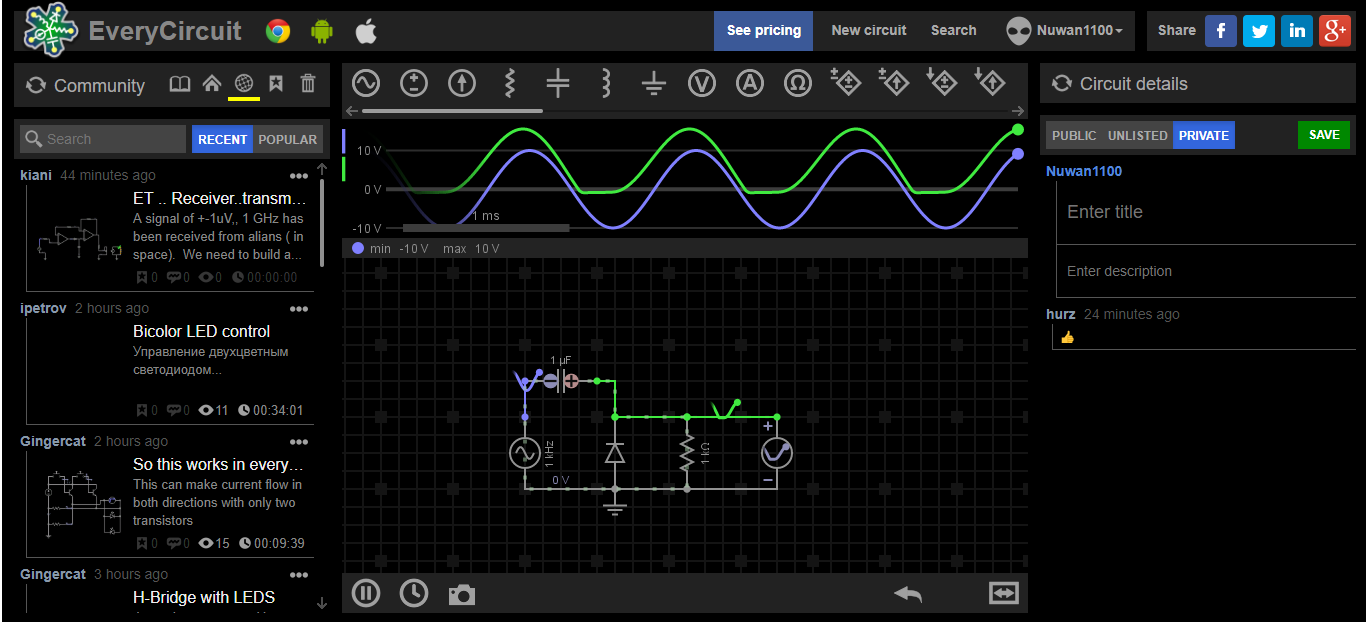 EveryCircuit
See pricing
New circuit
Search
Nuwan1100
Share
f
in
g+
Community
Search
RECENT
POPULAR
kiani 44 minutes ago
ET .. Receiver..transm...
A signal of +-1uV,, 1 GHz has
been received from alians ( in
space). We need to build a...
0 0 0 00:00:00
ipetrov 2 hours ago
Bicolor LED control
Управление двухцветным
светодиодом...
0 0 11 00:34:01
Gingercat 2 hours ago
So this works in every...
This can make current flow in
both directions with only two
transistors
0 0 15 00:09:39
Gingercat 3 hours ago
H-Bridge with LEDS
V
A
Ω
10 V
0 V
-10 V
1 ms
min -10 V max 10 V
1 µF
1 kHz
0 V
1 kΩ
Circuit details
PUBLIC
UNLISTED
PRIVATE
SAVE
Nuwan1100
Enter title
Enter description
hurz 24 minutes ago